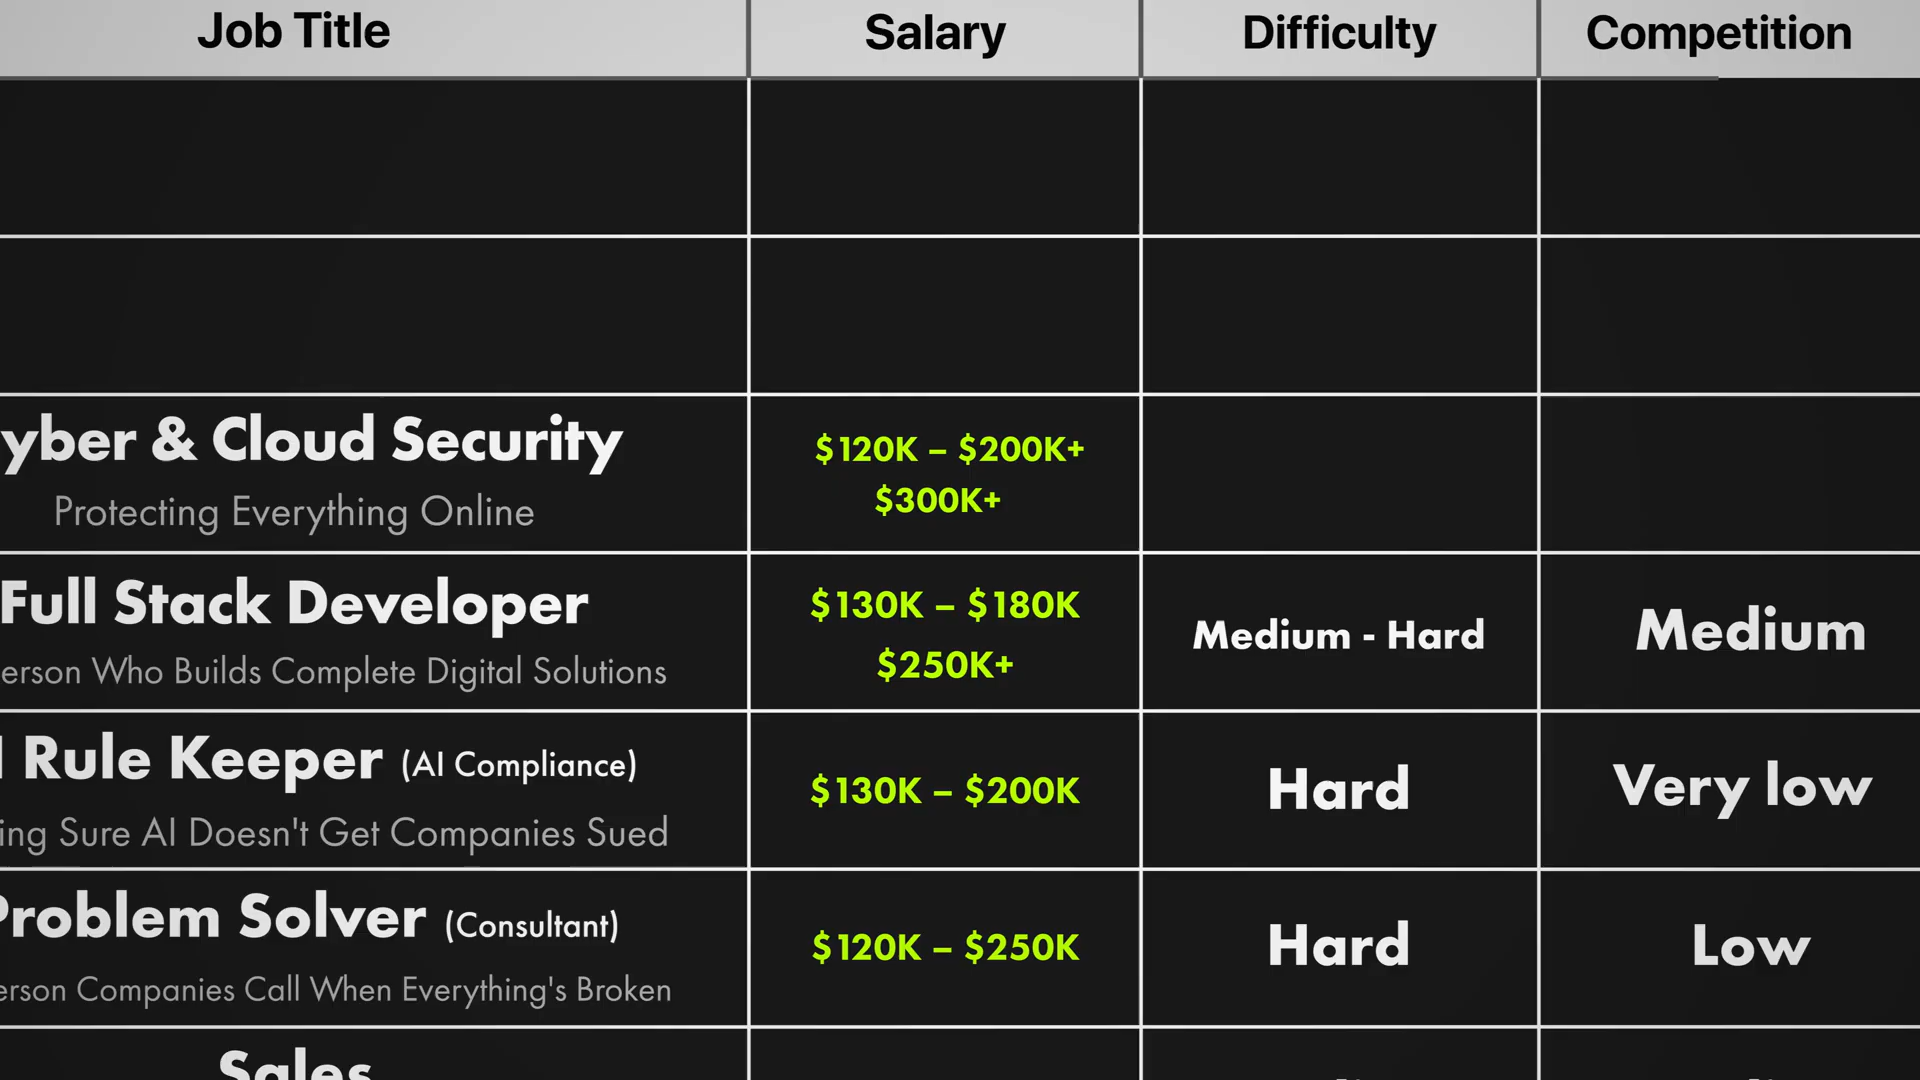 Job Title Salary Difficulty Competition
yber & Cloud Security
Protecting Everything Online
$120K – $200K+
$300K+
Full Stack Developer
erson Who Builds Complete Digital Solutions
$130K – $180K
$250K+
Medium - Hard
Medium
I Rule Keeper (AI Compliance)
ing Sure AI Doesn't Get Companies Sued
$130K – $200K
Hard
Very low
Problem Solver (Consultant)
erson Companies Call When Everything's Broken
$120K – $250K
Hard
Low
Sales